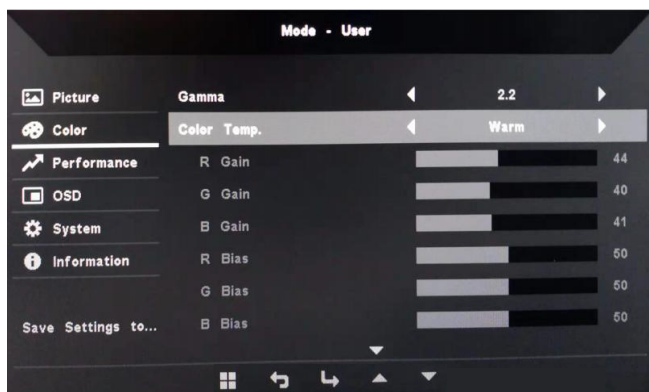 Mode - User
Picture
Color
Performance
OSD
System
Information
Save Settings to...
Gamma 2.2
Color Temp. Warm
R Gain 44
G Gain 40
B Gain 41
R Bias 50
G Bias 50
B Bias 50